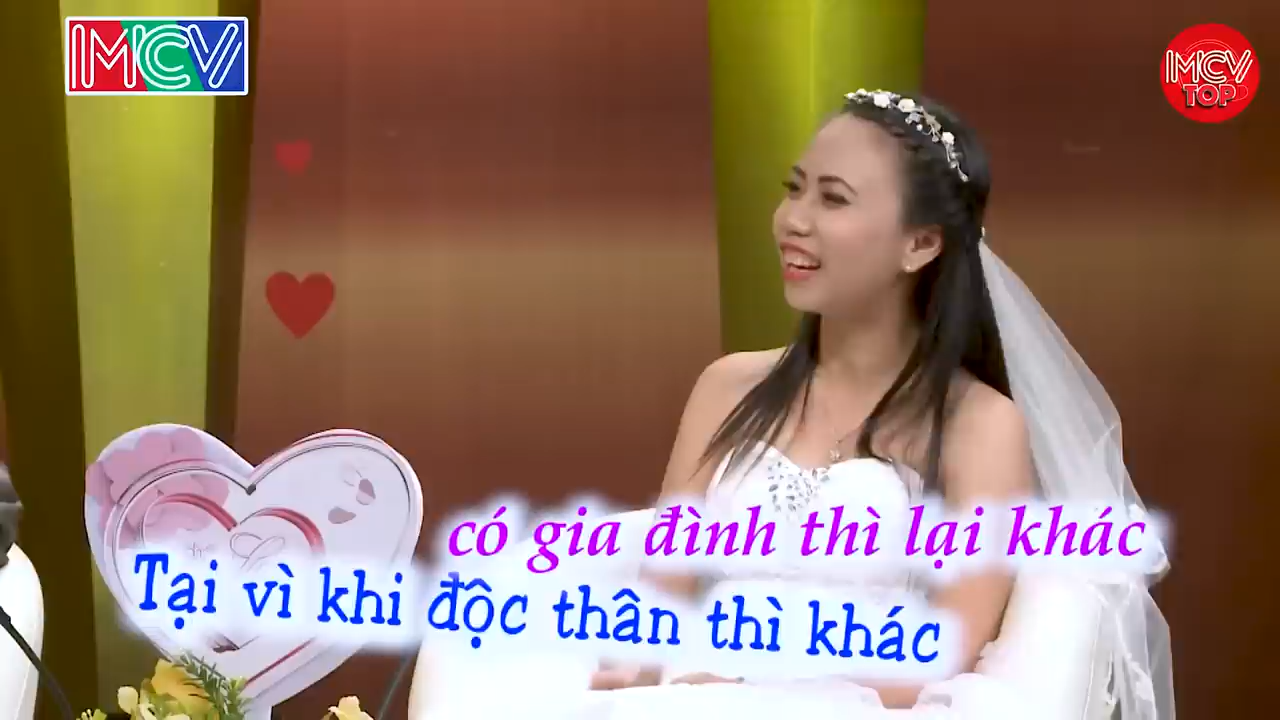 MCV
MCV
TOP
có gia đình thì lại khác
Tại vì khi độc thân thì khác